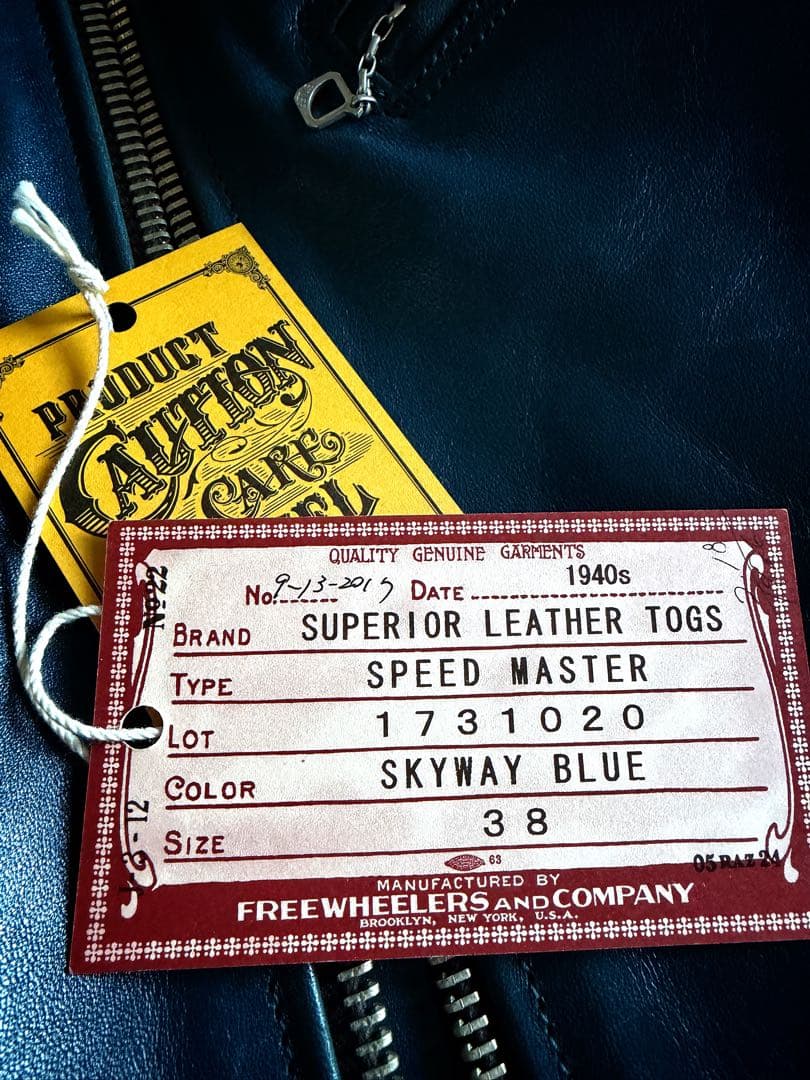 PRODUCT
CAUTION
CARE
QUALITY GENUINE GARMENTS
No. 9-13-2017 DATE 1940s
No 22
BRAND SUPERIOR LEATHER TOGS
TYPE SPEED MASTER
LOT 1731020
COLOR SKYWAY BLUE
SIZE 38
63
05 RAZ 24
MANUFACTURED BY
FREEWHEELERS AND COMPANY
BROOKLYN, NEW YORK, U.S.A.